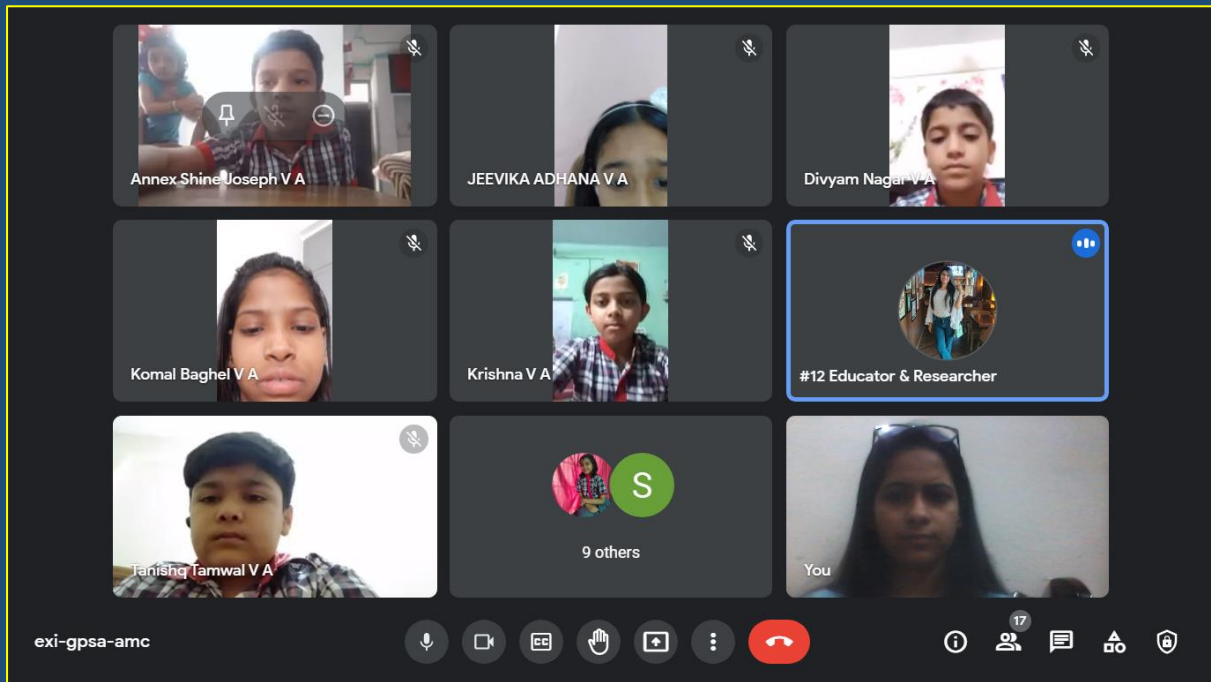 Annex Shine Joseph V A
JEEVIKA ADHANA V A
Divyam Nagar V A
Komal Baghel V A
Krishna V A
#12 Educator & Researcher
Tanishq Tamwal V A
S
9 others
You
exi-gpsa-amc
CC
17